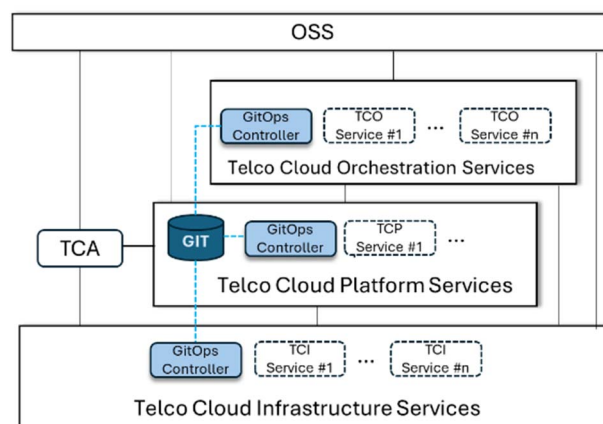 OSS
GitOps
Controller
TCO
Service #1
...
TCO
Service #n
Telco Cloud Orchestration Services
TCA
GIT
GitOps
Controller
TCP
Service #1
...
Telco Cloud Platform Services
GitOps
Controller
TCI
Service #1
...
TCI
Service #n
Telco Cloud Infrastructure Services